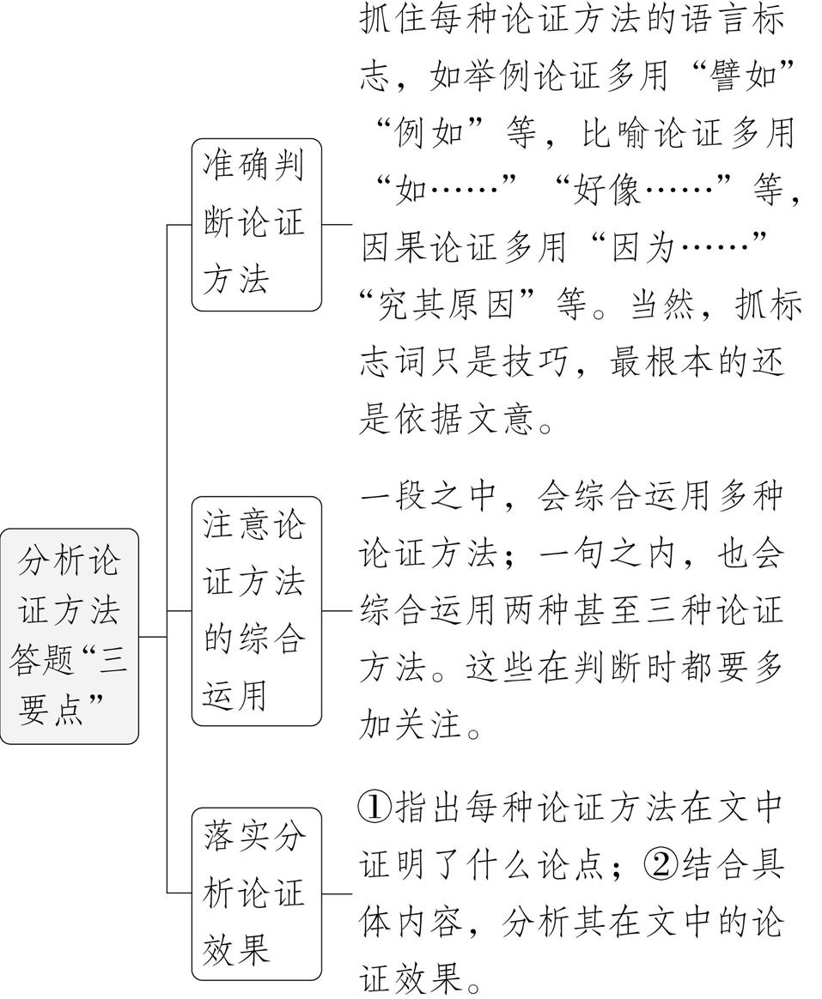 分析论
证方法
答题“三
要点”
准确判
断论证
方法
抓住每种论证方法的语言标
志，如举例论证多用“譬如”
“例如”等，比喻论证多用
“如……”“好像……”等，
因果论证多用“因为……”
“究其原因”等。当然，抓标
志词只是技巧，最根本的还
是依据文意。
注意论
证方法
的综合
运用
一段之中，会综合运用多种
论证方法；一句之内，也会
综合运用两种甚至三种论证
方法。这些在判断时都要多
加关注。
落实分
析论证
效果
①指出每种论证方法在文中
证明了什么论点；②结合具
体内容，分析其在文中的论
证效果。